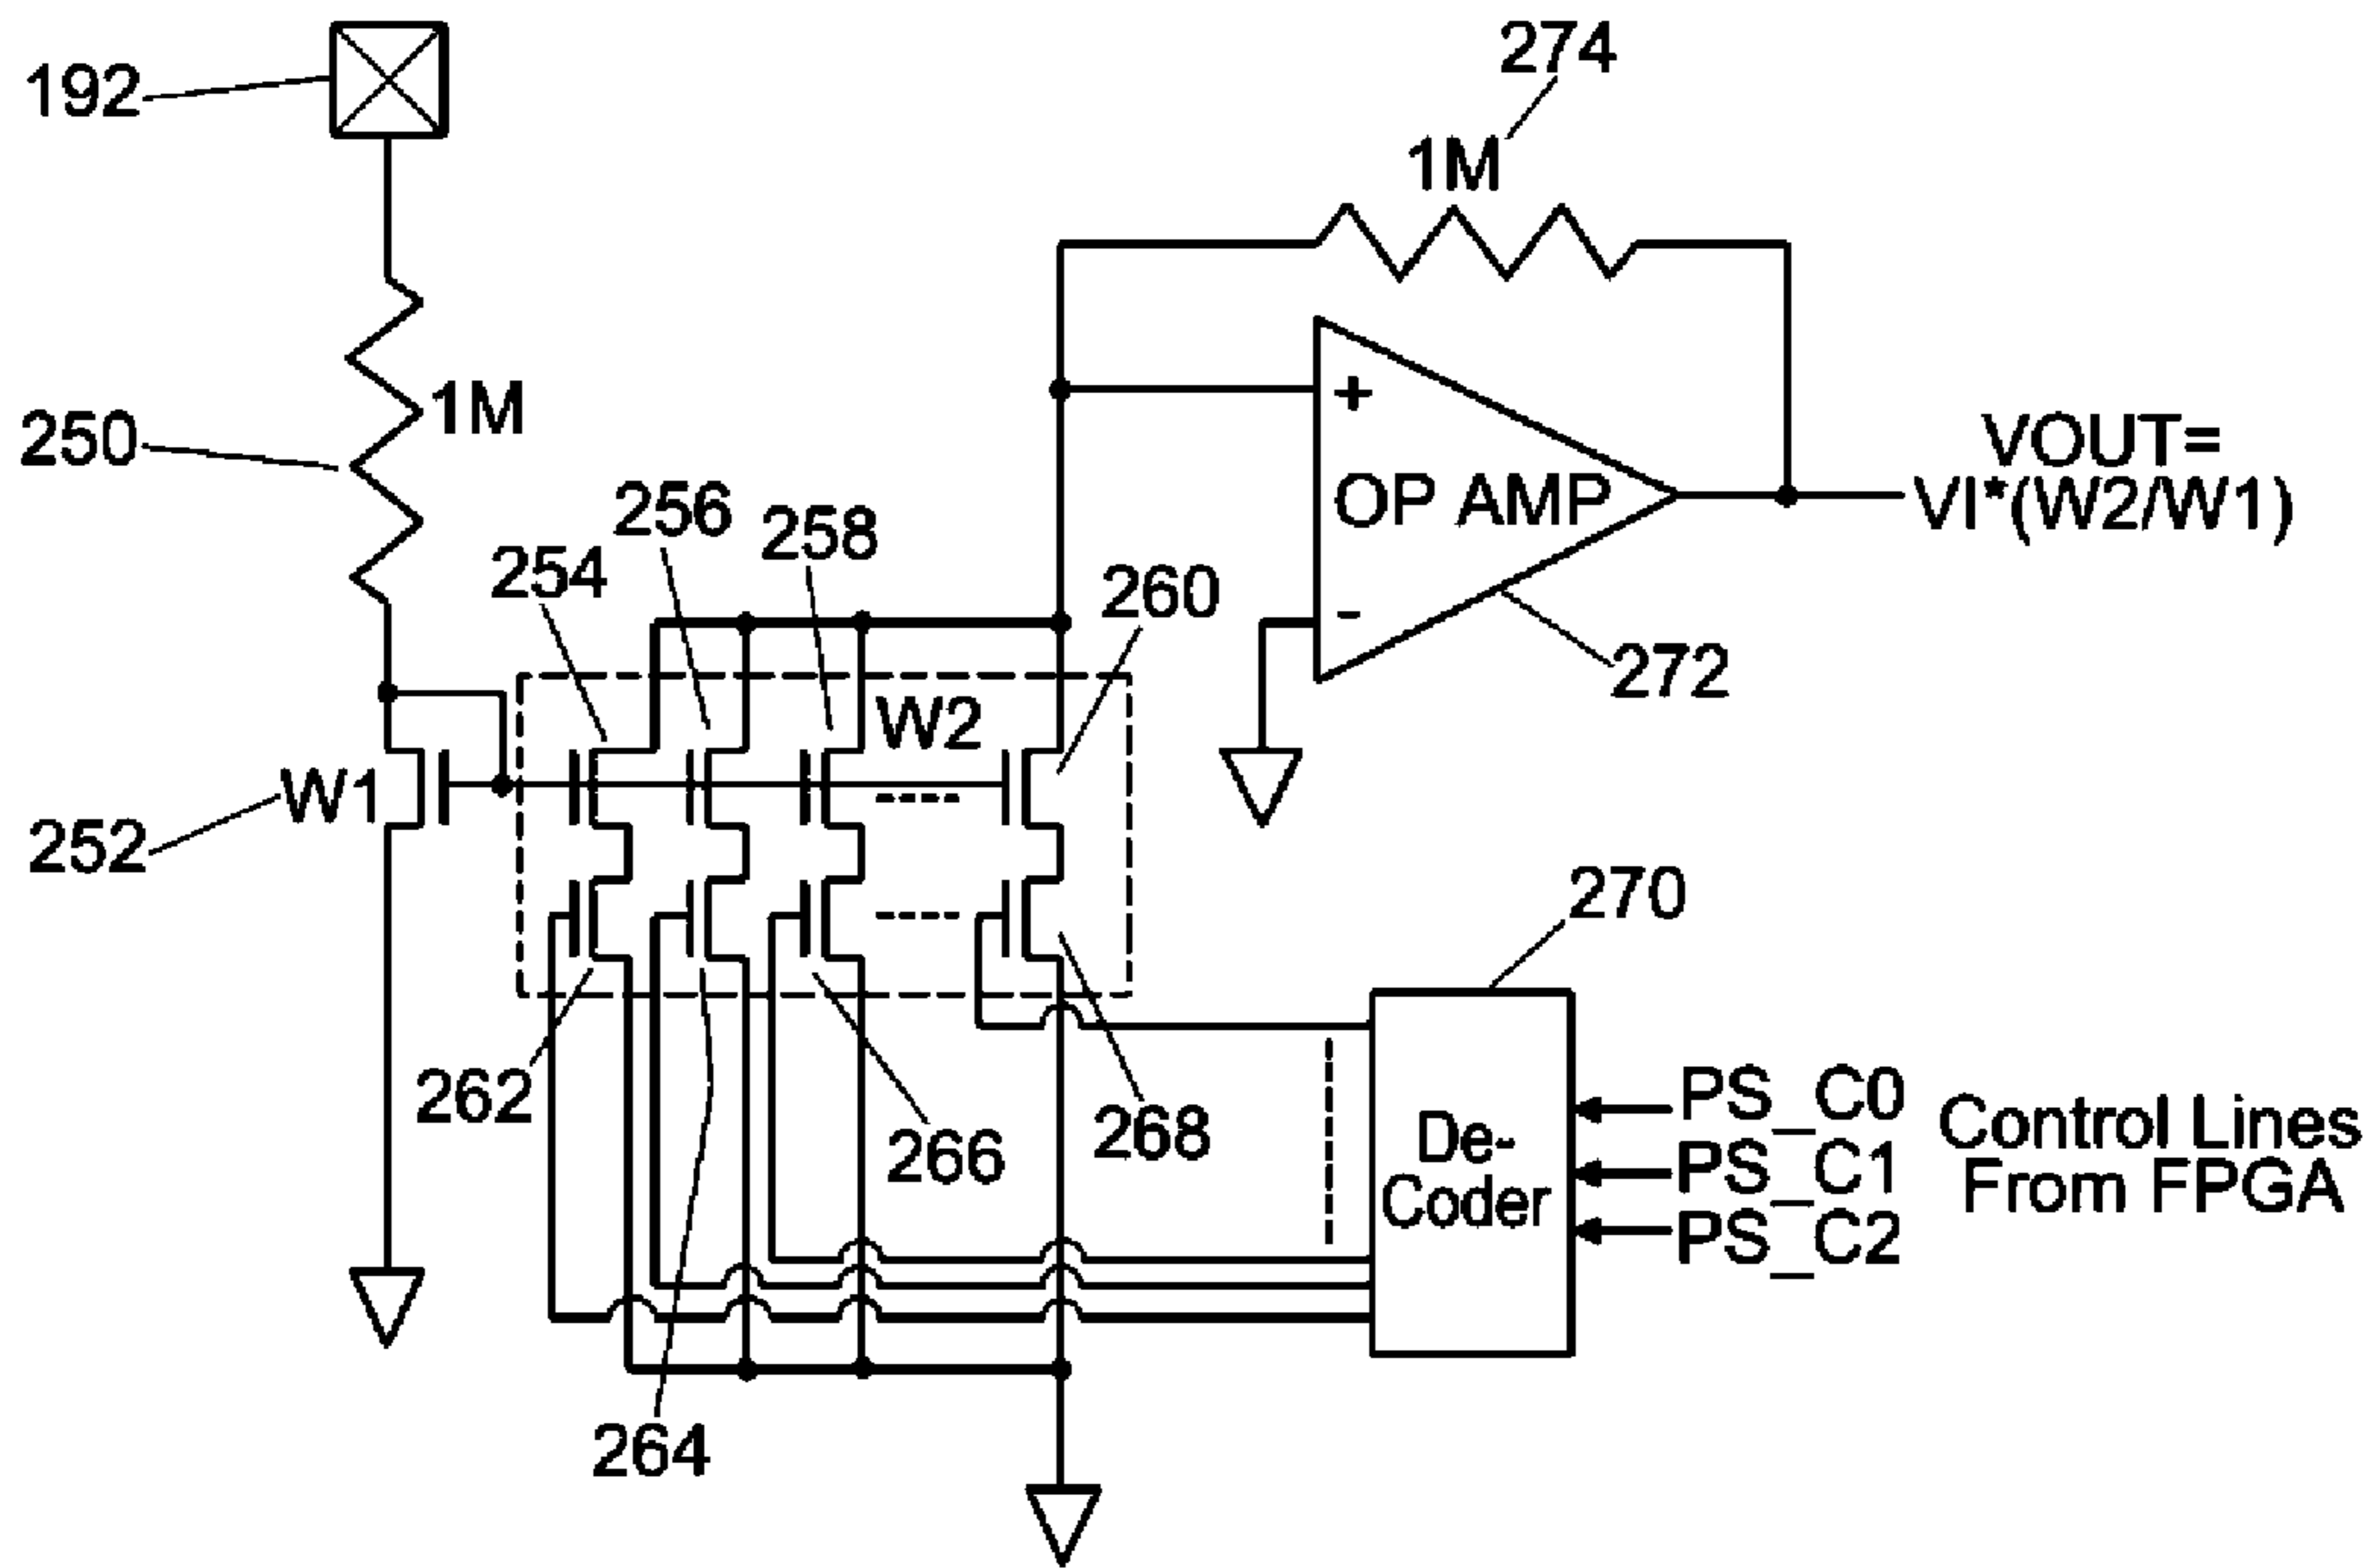 274
192
1M
1M
250
VOUT=
VI*(W2/W1)
+
OP AMP
-
256
258
254
260
272
W2
W1
252
270
262
266
268
264
De-
Coder
PS_C0
PS_C1
PS_C2
Control Lines
From FPGA